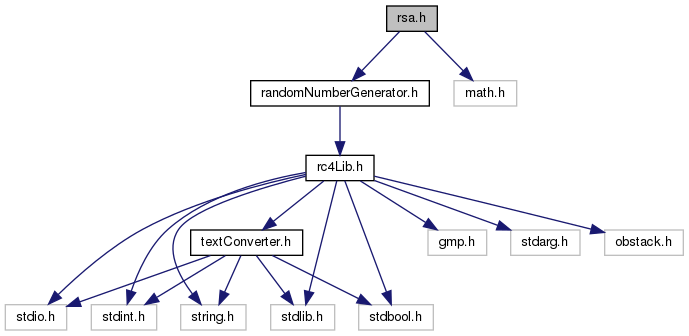 rsa.h
randomNumberGenerator.h
math.h
rc4Lib.h
textConverter.h
gmp.h
stdarg.h
obstack.h
stdio.h
stdint.h
string.h
stdlib.h
stdbool.h